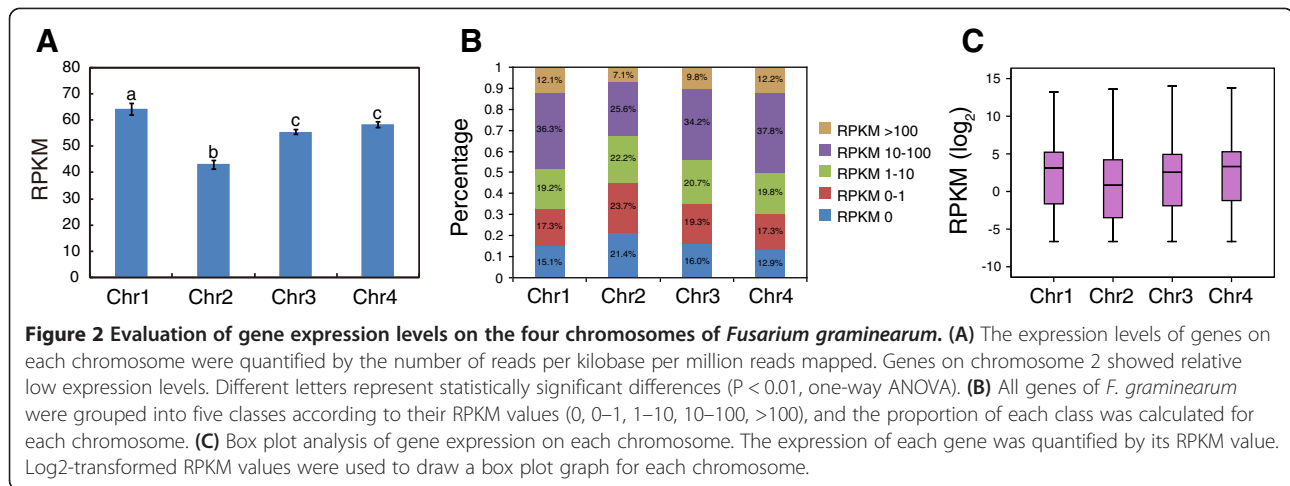 A
RPKM
80
70
60
50
40
30
20
10
0
a
b
c
c
Chr1 Chr2 Chr3 Chr4
B
Percentage
1
0.9
0.8
0.7
0.6
0.5
0.4
0.3
0.2
0.1
0
12.1% 7.1% 9.8% 12.2%
36.3% 25.6% 34.2% 37.8%
19.2% 22.2% 20.7% 19.8%
17.3% 23.7% 19.3% 17.3%
15.1% 21.4% 16.0% 12.9%
Chr1 Chr2 Chr3 Chr4
RPKM >100
RPKM 10-100
RPKM 1-10
RPKM 0-1
RPKM 0
C
RPKM (log2)
15
10
5
0
-5
-10
Chr1 Chr2 Chr3 Chr4
Figure 2 Evaluation of gene expression levels on the four chromosomes of Fusarium graminearum. (A) The expression levels of genes on
each chromosome were quantified by the number of reads per kilobase per million reads mapped. Genes on chromosome 2 showed relative
low expression levels. Different letters represent statistically significant differences (P < 0.01, one-way ANOVA). (B) All genes of F. graminearum
were grouped into five classes according to their RPKM values (0, 0–1, 1–10, 10–100, >100), and the proportion of each class was calculated for
each chromosome. (C) Box plot analysis of gene expression on each chromosome. The expression of each gene was quantified by its RPKM value.
Log2-transformed RPKM values were used to draw a box plot graph for each chromosome.